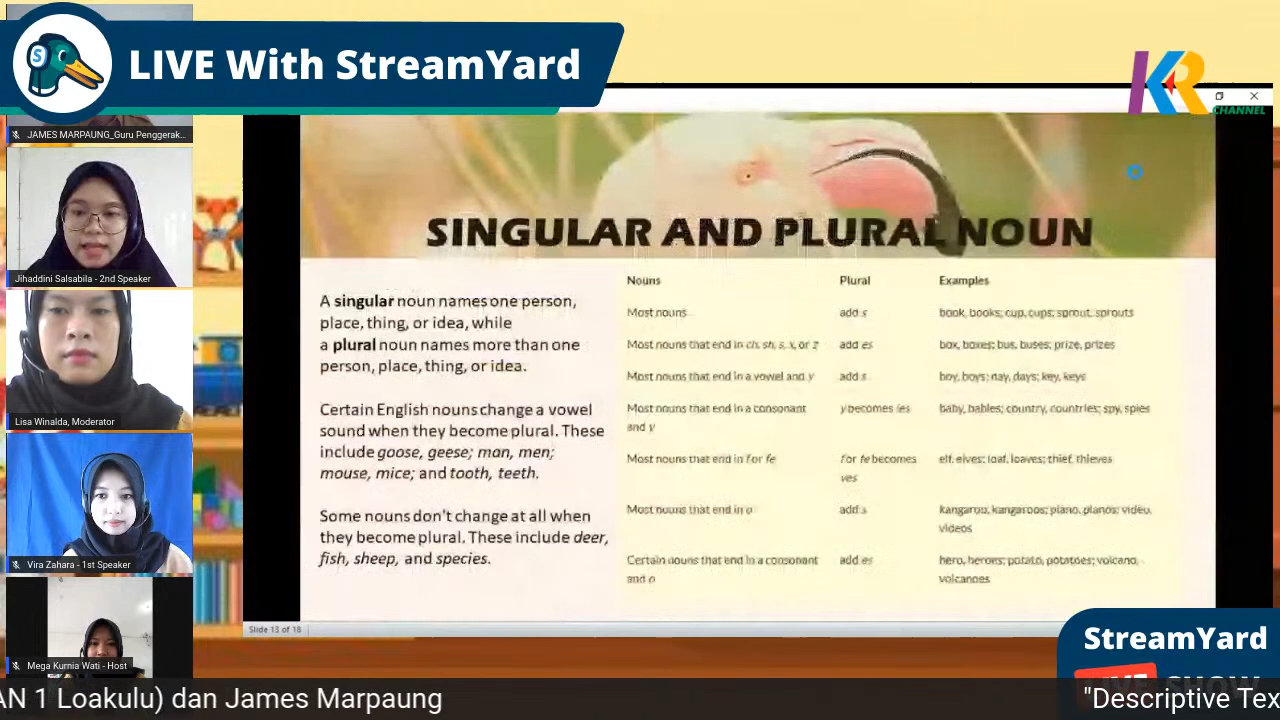 S
LIVE With StreamYard
KR
CHANNEL
JAMES MARPAUNG_Guru Penggerak...
Jihaddini Salsabila - 2nd Speaker
Lisa Winalda, Moderator
Vira Zahara - 1st Speaker
Mega Kurnia Wati - Host
SINGULAR AND PLURAL NOUN
A singular noun names one person,
place, thing, or idea, while
a plural noun names more than one
person, place, thing, or idea.
Certain English nouns change a vowel
sound when they become plural. These
include goose, geese; man, men;
mouse, mice; and tooth, teeth.
Some nouns don't change at all when
they become plural. These include deer,
fish, sheep, and species.
Nouns Plural Examples
Most nouns add s book, books; cup, cups; sprout, sprouts
Most nouns that end in ch, sh, s, x, or z add es box, boxes; bus, buses; prize, prizes
Most nouns that end in a vowel and y add s boy, boys; day, days; key, keys
Most nouns that end in a consonant y becomes ies baby, babies; country, countries; spy, spies
and y
Most nouns that end in f or fe f or fe becomes elf, elves; loaf, loaves; thief, thieves
ves
Most nouns that end in o add s kangaroo, kangaroos; piano, pianos; video,
videos
Certain nouns that end in a consonant add es hero, heroes; potato, potatoes; volcano,
and o volcanoes
Slide 13 of 18
StreamYard
LIVE SHOW
AN 1 Loakulu) dan James Marpaung
"Descriptive Tex